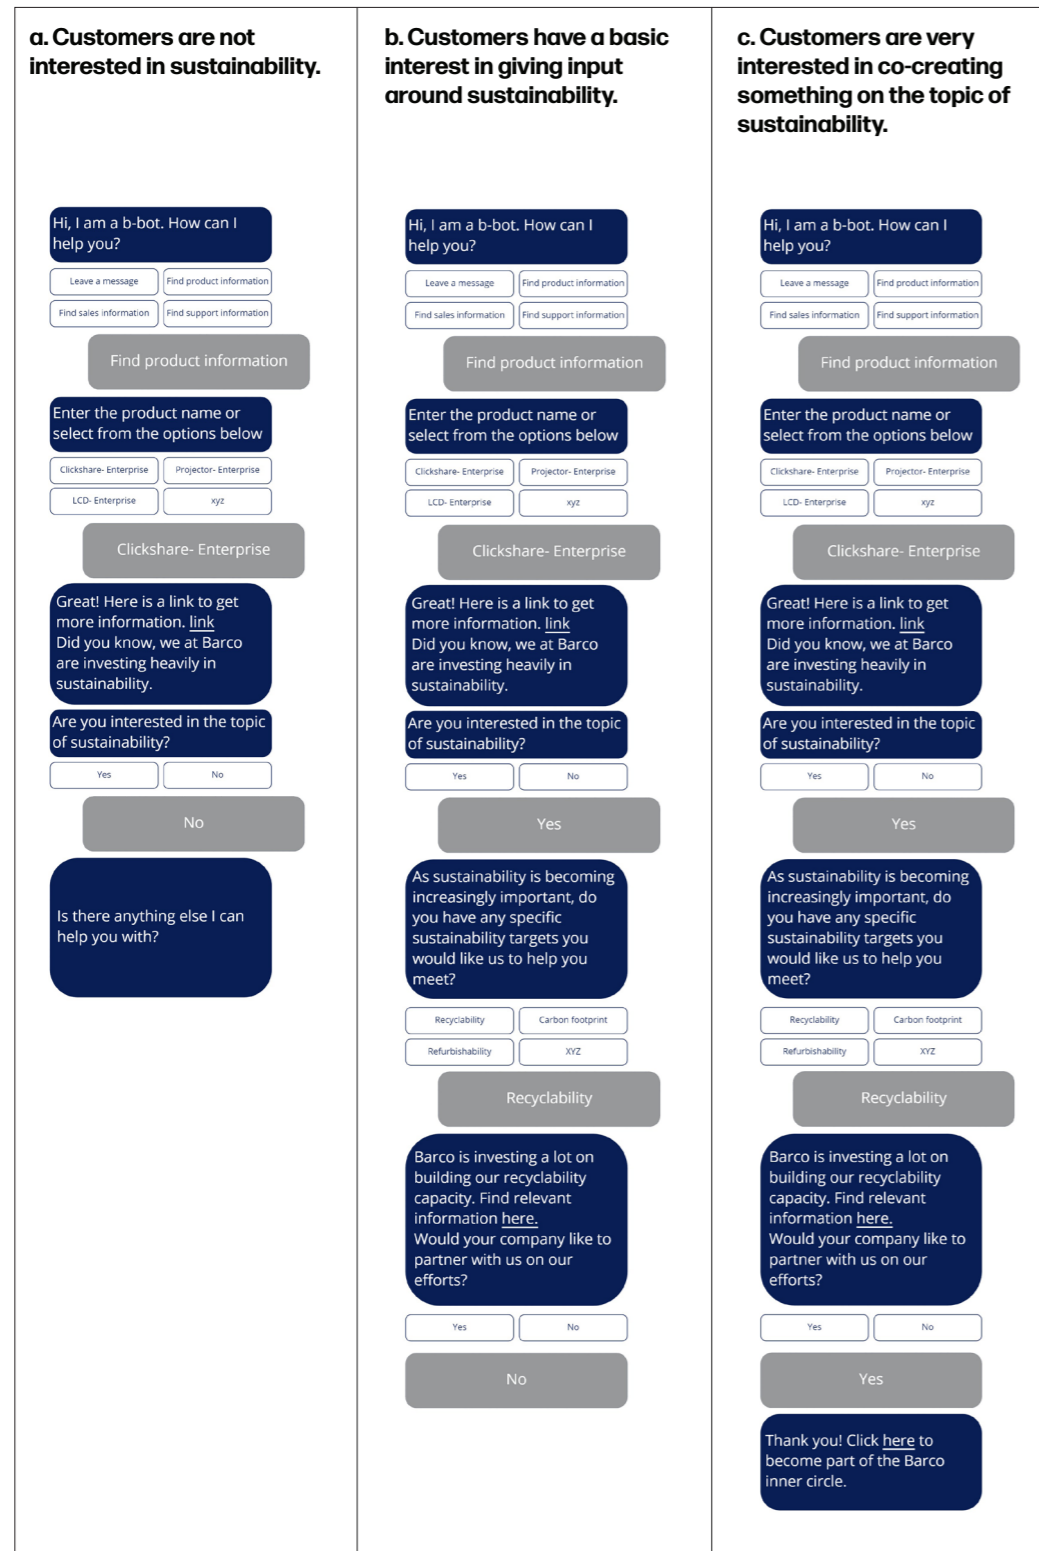 a. Customers are not
interested in sustainability.
Hi, I am a b-bot. How can I
help you?
Leave a message
Find product information
Find sales information
Find support information
Find product information
Enter the product name or
select from the options below
Clickshare- Enterprise
Projector- Enterprise
LCD- Enterprise
xyz
Clickshare- Enterprise
Great! Here is a link to get
more information. link
Did you know, we at Barco
are investing heavily in
sustainability.
Are you interested in the topic
of sustainability?
Yes
No
No
Is there anything else I can
help you with?
b. Customers have a basic
interest in giving input
around sustainability.
Hi, I am a b-bot. How can I
help you?
Leave a message
Find product information
Find sales information
Find support information
Find product information
Enter the product name or
select from the options below
Clickshare- Enterprise
Projector- Enterprise
LCD- Enterprise
xyz
Clickshare- Enterprise
Great! Here is a link to get
more information. link
Did you know, we at Barco
are investing heavily in
sustainability.
Are you interested in the topic
of sustainability?
Yes
No
Yes
As sustainability is becoming
increasingly important, do
you have any specific
sustainability targets you
would like us to help you
meet?
Recyclability
Carbon footprint
Refurbishability
XYZ
Recyclability
Barco is investing a lot on
building our recyclability
capacity. Find relevant
information here.
Would your company like to
partner with us on our
efforts?
Yes
No
No
c. Customers are very
interested in co-creating
something on the topic of
sustainability.
Hi, I am a b-bot. How can I
help you?
Leave a message
Find product information
Find sales information
Find support information
Find product information
Enter the product name or
select from the options below
Clickshare- Enterprise
Projector- Enterprise
LCD- Enterprise
xyz
Clickshare- Enterprise
Great! Here is a link to get
more information. link
Did you know, we at Barco
are investing heavily in
sustainability.
Are you interested in the topic
of sustainability?
Yes
No
Yes
As sustainability is becoming
increasingly important, do
you have any specific
sustainability targets you
would like us to help you
meet?
Recyclability
Carbon footprint
Refurbishability
XYZ
Recyclability
Barco is investing a lot on
building our recyclability
capacity. Find relevant
information here.
Would your company like to
partner with us on our
efforts?
Yes
No
Yes
Thank you! Click here to
become part of the Barco
inner circle.